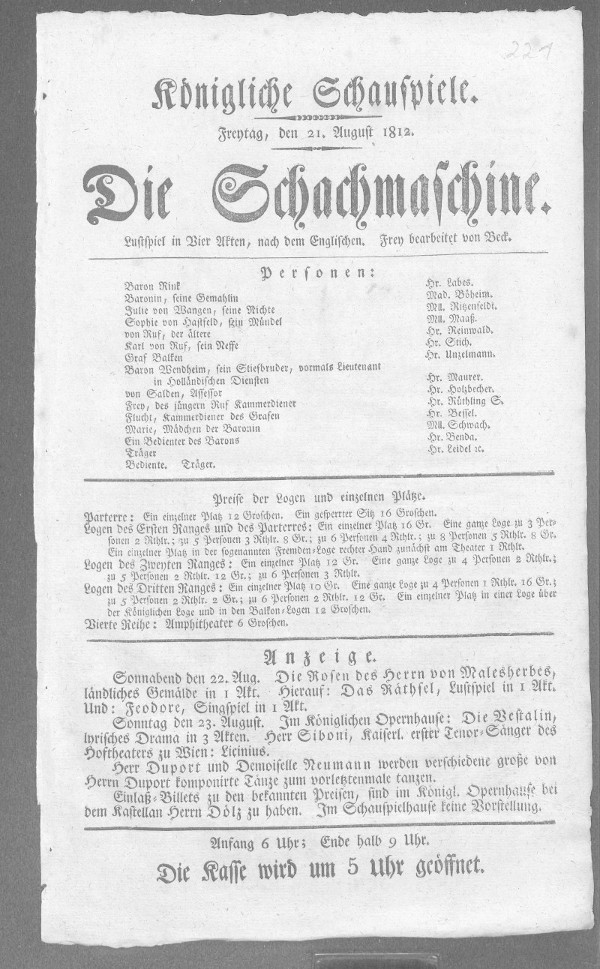 221
Königliche Schauspiele.
Freytag, den 21. August 1812.
Die Schachmaschine.
Lustspiel in Vier Akten, nach dem Englischen. Frey bearbeitet von Beck.
Personen:
Baron Rink Hr. Labes.
Baronin, seine Gemahlin Mad. Böheim.
Julie von Wangen, seine Nichte Mll. Ritzenfeldt.
Sophie von Hastfeld, sein Mündel Mll. Maaß.
von Ruf, der ältere Hr. Reinwald.
Karl von Ruf, sein Neffe Hr. Stich.
Graf Balken Hr. Unzelmann.
Baron Wendheim, sein Stiefbruder, vormals Lieutenant
in Holländischen Diensten Hr. Maurer.
von Salden, Assessor Hr. Holzbecher.
Frey, des jüngern Ruf Kammerdiener Hr. Rüthling S.
Flucht, Kammerdiener des Grafen Hr. Bessel.
Marie, Mädchen der Baronin Mll. Schwach.
Ein Bedienter des Barons Hr. Benda.
Träger Hr. Leidel ꝛc.
Bediente. Träger.
Preise der Logen und einzelnen Plätze.
Parterre: Ein einzelner Platz 12 Groschen. Ein gesperrter Sitz 16 Groschen.
Logen des Ersten Ranges und des Parterres: Ein einzelner Platz 16 Gr. Eine ganze Loge zu 3 Per-
sonen 2 Rthlr.; zu 5 Personen 3 Rthlr. 8 Gr.; zu 6 Personen 4 Rthlr.; zu 8 Personen 5 Rthlr. 8 Gr.
Ein einzelner Platz in der sogenannten Fremden-Loge rechter Hand zunächst am Theater 1 Rthlr.
Logen des Zweyten Ranges: Ein einzelner Platz 12 Gr. Eine ganze Loge zu 4 Personen 2 Rthlr.;
zu 5 Personen 2 Rthlr. 12 Gr.; zu 6 Personen 3 Rthlr.
Logen des Dritten Ranges: Ein einzelner Platz 10 Gr. Eine ganze Loge zu 4 Personen 1 Rthlr. 16 Gr.;
zu 5 Personen 2 Rthlr. 2 Gr.; zu 6 Personen 2 Rthlr. 12 Gr. Ein einzelner Platz in einer Loge über
der Königlichen Loge und in den Balkon-Logen 12 Groschen.
Vierte Reihe: Amphitheater 6 Groschen.
Anzeige.
Sonnabend den 22. Aug. Die Rosen des Herrn von Malesherbes,
ländliches Gemälde in 1 Akt. Hierauf: Das Räthsel, Lustspiel in 1 Akt.
Und: Feodore, Singspiel in 1 Akt.
Sonntag den 23. August. Im Königlichen Opernhause: Die Vestalin,
lyrisches Drama in 3 Akten. Herr Siboni, Kaiserl. erster Tenor-Sänger des
Hoftheaters zu Wien: Licinius.
Herr Duport und Demoiselle Neumann werden verschiedene große von
Herrn Duport komponirte Tänze zum vorletztenmale tanzen.
Einlaß-Billets zu den bekannten Preisen, sind im Königl. Opernhause bei
dem Kastellan Herrn Dölz zu haben. Im Schauspielhause keine Vorstellung.
Anfang 6 Uhr; Ende halb 9 Uhr.
Die Kasse wird um 5 Uhr geöffnet.